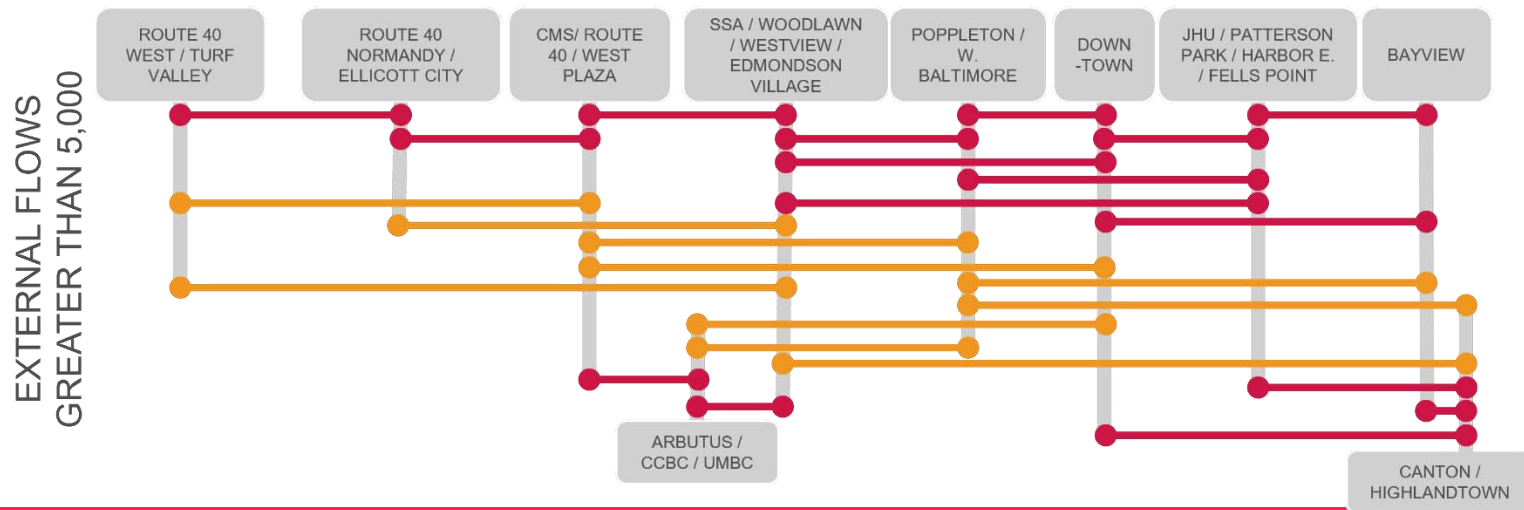 EXTERNAL FLOWS
GREATER THAN 5,000
ROUTE 40
WEST / TURF
VALLEY
ROUTE 40
NORMANDY /
ELLICOTT CITY
CMS/ ROUTE
40 / WEST
PLAZA
SSA / WOODLAWN
/ WESTVIEW /
EDMONDSON
VILLAGE
POPPLETON /
W.
BALTIMORE
DOWN
-TOWN
JHU / PATTERSON
PARK / HARBOR E.
/ FELLS POINT
BAYVIEW
ARBUTUS /
CCBC / UMBC
CANTON /
HIGHLANDTOWN